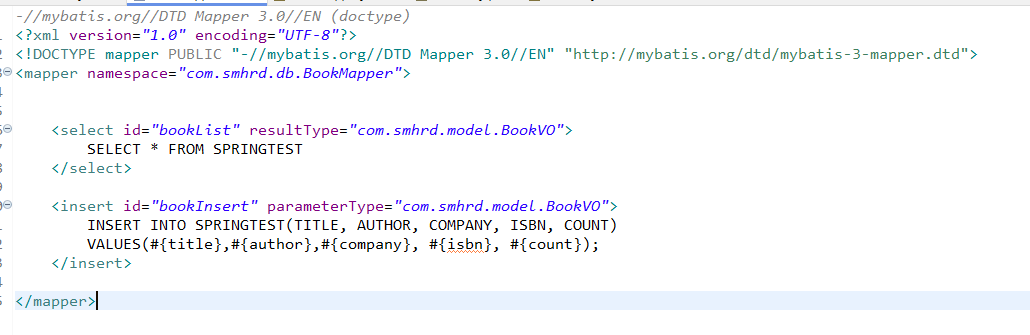 -//mybatis.org//DTD Mapper 3.0//EN (doctype)
<?xml version="1.0" encoding="UTF-8"?>
<!DOCTYPE mapper PUBLIC "-//mybatis.org//DTD Mapper 3.0//EN" "http://mybatis.org/dtd/mybatis-3-mapper.dtd">
<mapper namespace="com.smhrd.db.BookMapper">
<select id="bookList" resultType="com.smhrd.model.BookVO">
SELECT * FROM SPRINGTEST
</select>
<insert id="bookInsert" parameterType="com.smhrd.model.BookVO">
INSERT INTO SPRINGTEST(TITLE, AUTHOR, COMPANY, ISBN, COUNT)
VALUES(#{title},#{author},#{company}, #{isbn}, #{count});
</insert>
</mapper>